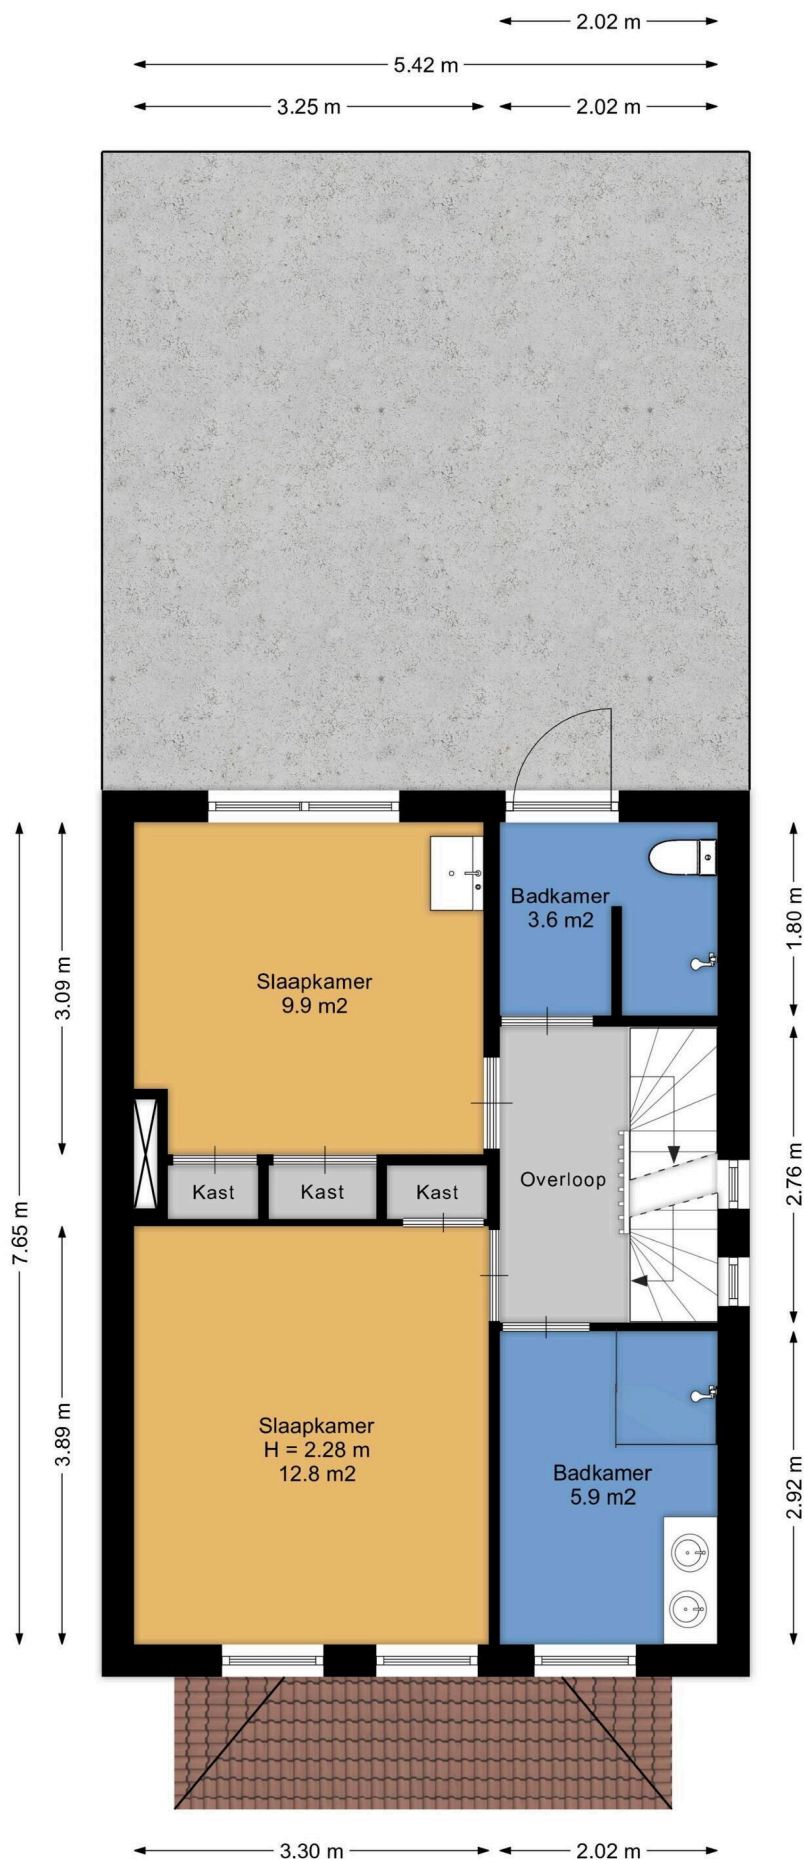 2.02 m
5.42 m
3.25 m
2.02 m
Badkamer
3.6 m2
1.80 m
Slaapkamer
9.9 m2
3.09 m
Kast
Kast
Kast
Overloop
2.76 m
7.65 m
Slaapkamer
H = 2.28 m
12.8 m2
3.89 m
Badkamer
5.9 m2
2.92 m
3.30 m
2.02 m